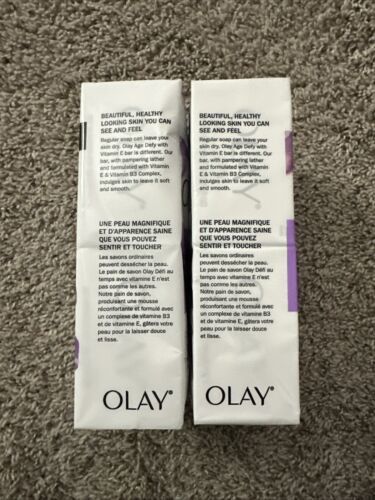 BEAUTIFUL, HEALTHY
LOOKING SKIN YOU CAN
SEE AND FEEL
Regular soap can leave your
skin dry. Olay Age Defy with
Vitamin E bar is different. Our
bar, with pampering lather
and formulated with Vitamin
E & Vitamin B3 Complex,
indulges skin to leave it soft
and smooth.
UNE PEAU MAGNIFIQUE
ET D'APPARENCE SAINE
QUE VOUS POUVEZ
SENTIR ET TOUCHER
Les savons ordinaires
peuvent dessécher la peau.
Le pain de savon Olay Défi au
temps avec vitamine E n'est
pas comme les autres.
Notre pain de savon,
produisant une mousse
réconfortante et formulé avec
un complexe de vitamine B3
et de vitamine E, gâtera votre
peau pour la laisser douce
et lisse.
OLAY®
BEAUTIFUL, HEALTHY
LOOKING SKIN YOU CAN
SEE AND FEEL
Regular soap can leave your
skin dry. Olay Age Defy with
Vitamin E bar is different. Our
bar, with pampering lather
and formulated with Vitamin
E & Vitamin B3 Complex,
indulges skin to leave it soft
and smooth.
UNE PEAU MAGNIFIQUE
ET D'APPARENCE SAINE
QUE VOUS POUVEZ
SENTIR ET TOUCHER
Les savons ordinaires
peuvent dessécher la peau.
Le pain de savon Olay Défi au
temps avec vitamine E n'est
pas comme les autres.
Notre pain de savon,
produisant une mousse
réconfortante et formulé avec
un complexe de vitamine B3
et de vitamine E, gâtera votre
peau pour la laisser douce
et lisse.
OLAY®